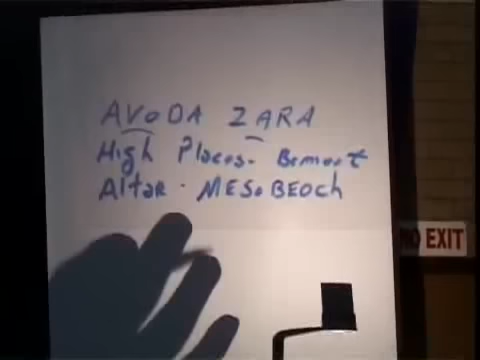 AVODA ZARA
High Places. Bemoot
Altar. MESOBEOCh
NO EXIT